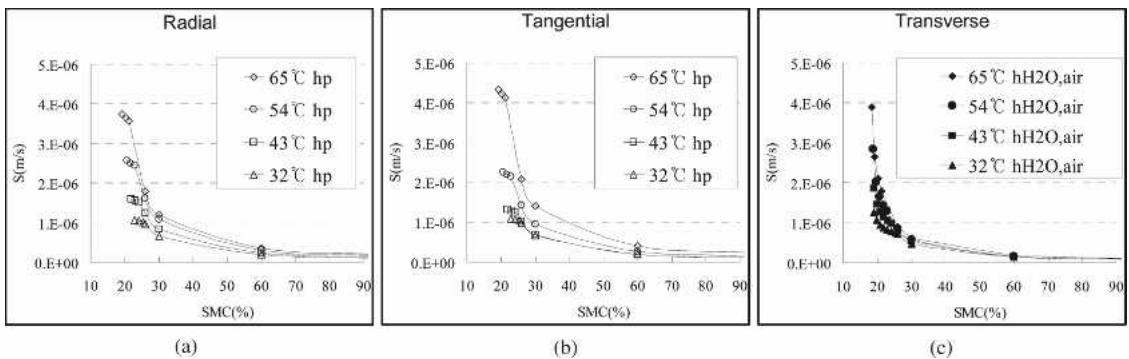 Radial
5.E-06
4.E-06
3.E-06
2.E-06
1.E-06
0.E+00
S(m/s)
65℃ hp
54℃ hp
43℃ hp
32℃ hp
10 20 30 40 50 60 70 80 90
SMC(%)
(a)
Tangential
5.E-06
4.E-06
3.E-06
2.E-06
1.E-06
0.E+00
S(m/s)
65℃ hp
54℃ hp
43℃ hp
32℃ hp
10 20 30 40 50 60 70 80 90
SMC(%)
(b)
Transverse
5.E-06
4.E-06
3.E-06
2.E-06
1.E-06
0.E+00
S(m/s)
65℃ hH2O,air
54℃ hH2O,air
43℃ hH2O,air
32℃ hH2O,air
10 20 30 40 50 60 70 80 90
SMC(%)
(c)